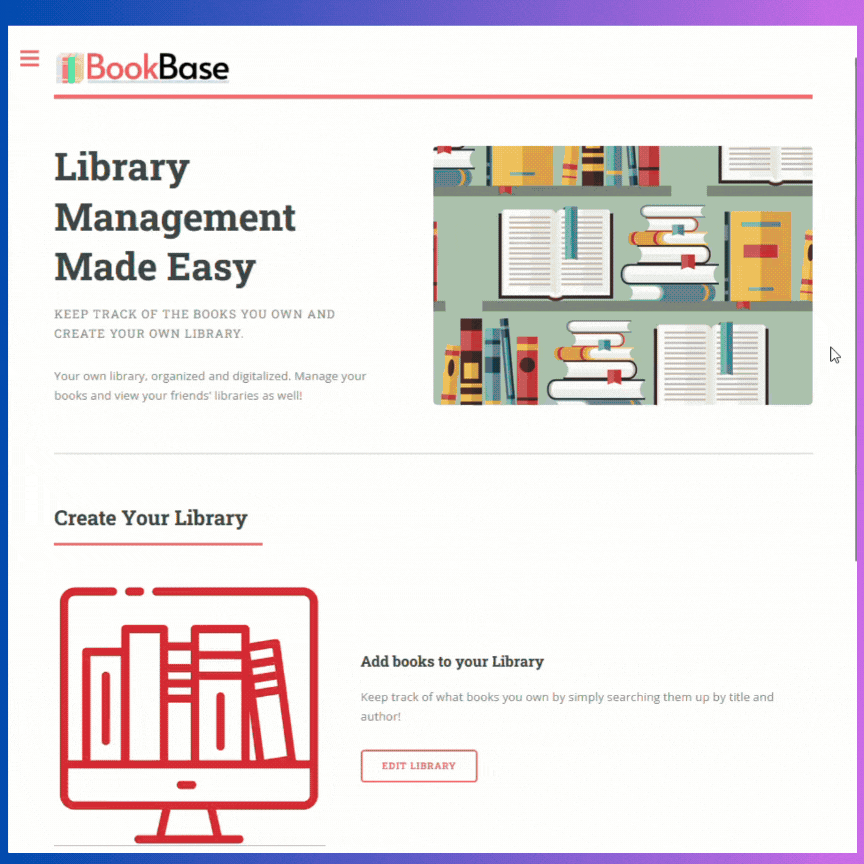 BookBase
Library
Management
Made Easy
KEEP TRACK OF THE BOOKS YOU OWN AND
CREATE YOUR OWN LIBRARY.
Your own library, organized and digitalized. Manage your
books and view your friends' libraries as well!
Create Your Library
Add books to your Library
Keep track of what books you own by simply searching them up by title and
author!
EDIT LIBRARY